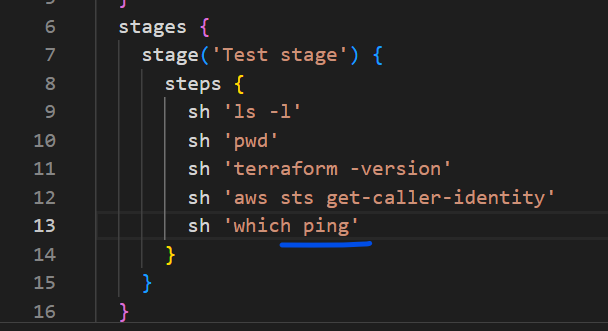 6 stages {
7 stage('Test stage') {
8 steps {
9 sh 'ls -l'
10 sh 'pwd'
11 sh 'terraform -version'
12 sh 'aws sts get-caller-identity'
13 sh 'which ping'
14 }
15 }
16 }